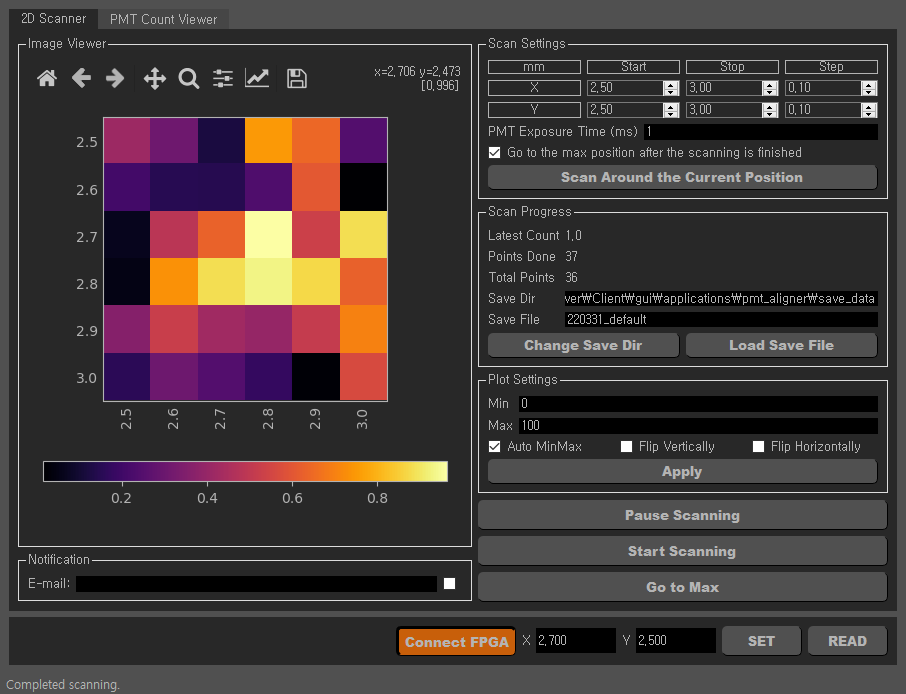 2D Scanner PMT Count Viewer
Image Viewer
x=2,706 y=2,473
[0,996]
2.5
2.6
2.7
2.8
2.9
3.0
2.5 2.6 2.7 2.8 2.9 3.0
0.2 0.4 0.6 0.8
Notification
E-mail:
Scan Settings
mm Start Stop Step
X 2,50 3,00 0,10
Y 2,50 3,00 0,10
PMT Exposure Time (ms) 1
Go to the max position after the scanning is finished
Scan Around the Current Position
Scan Progress
Latest Count 1,0
Points Done 37
Total Points 36
Save Dir ver₩Client₩gui₩applications₩pmt_aligner₩save_data
Save File 220331_default
Change Save Dir Load Save File
Plot Settings
Min 0
Max 100
Auto MinMax Flip Vertically Flip Horizontally
Apply
Pause Scanning
Start Scanning
Go to Max
Connect FPGA X 2,700 Y 2,500 SET READ
Completed scanning.